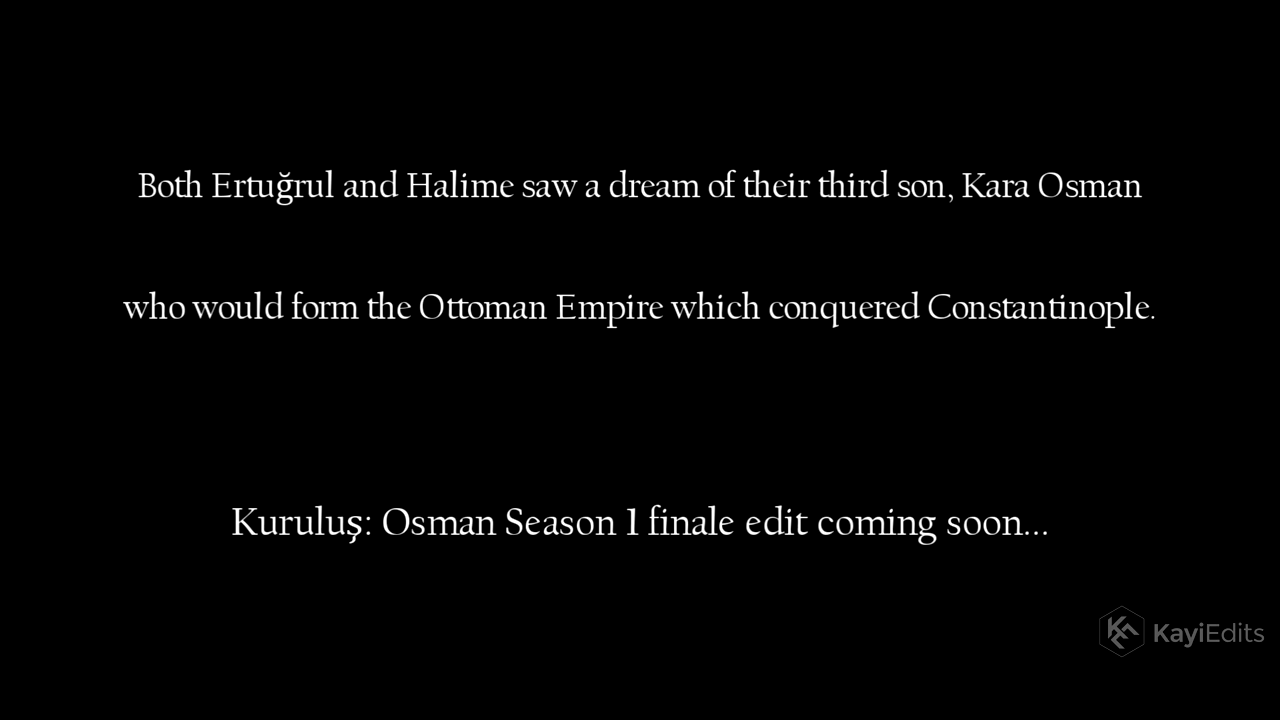 Both Ertuğrul and Halime saw a dream of their third son, Kara Osman
who would form the Ottoman Empire which conquered Constantinople.
Kuruluş: Osman Season 1 finale edit coming soon...
KayiEdits